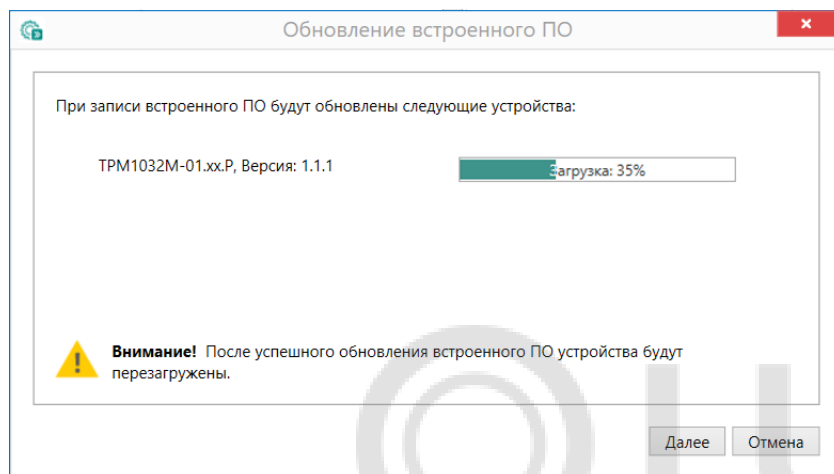 Обновление встроенного ПО
При записи встроенного ПО будут обновлены следующие устройства:
ТРМ1032М-01.xx.Р, Версия: 1.1.1
Загрузка: 35%
Внимание! После успешного обновления встроенного ПО устройства будут
перезагружены.
Далее
Отмена